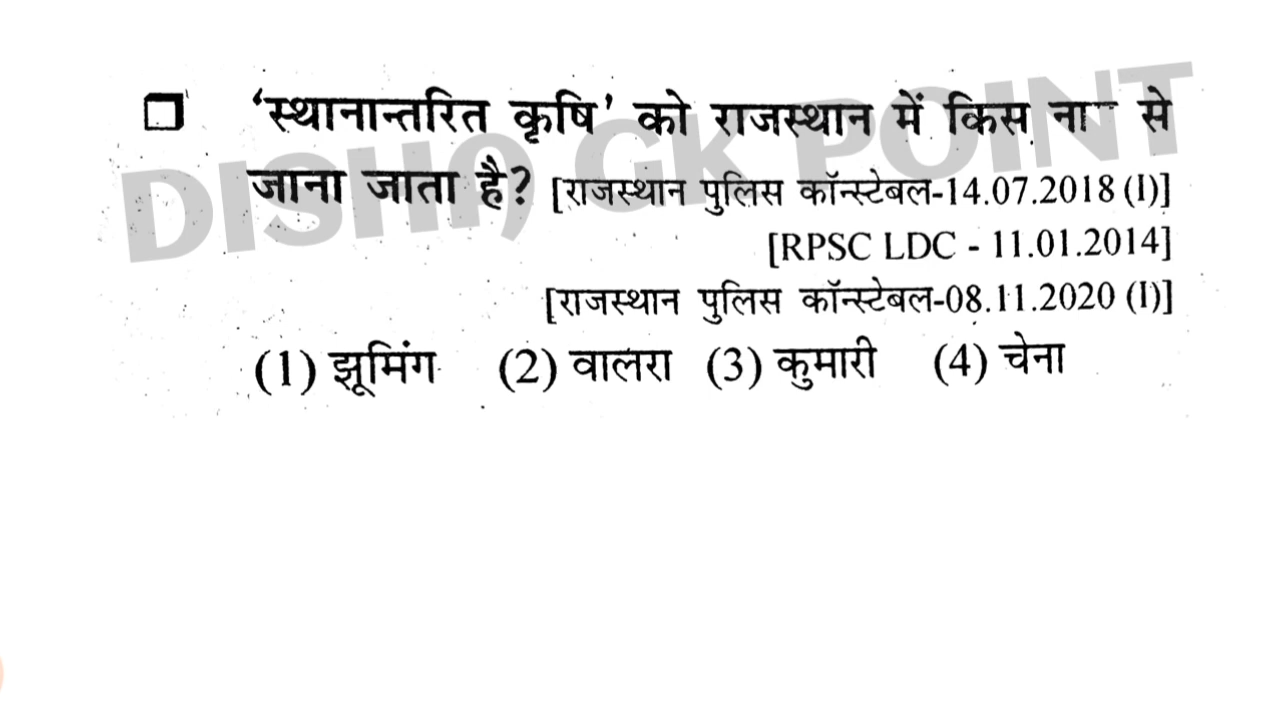 'स्थानान्तरित कृषि' को राजस्थान में किस से
जाना जाता है? [राजस्थान पुलिस कॉन्स्टेबल-14.07.2018 (I)]
[RPSC LDC - 11.01.2014]
[राजस्थान पुलिस कॉन्स्टेबल-08.11.2020 (I)]
(1) झूमिंग (2) वालरा (3) कुमारी (4) चेना
DISHA GK POINT